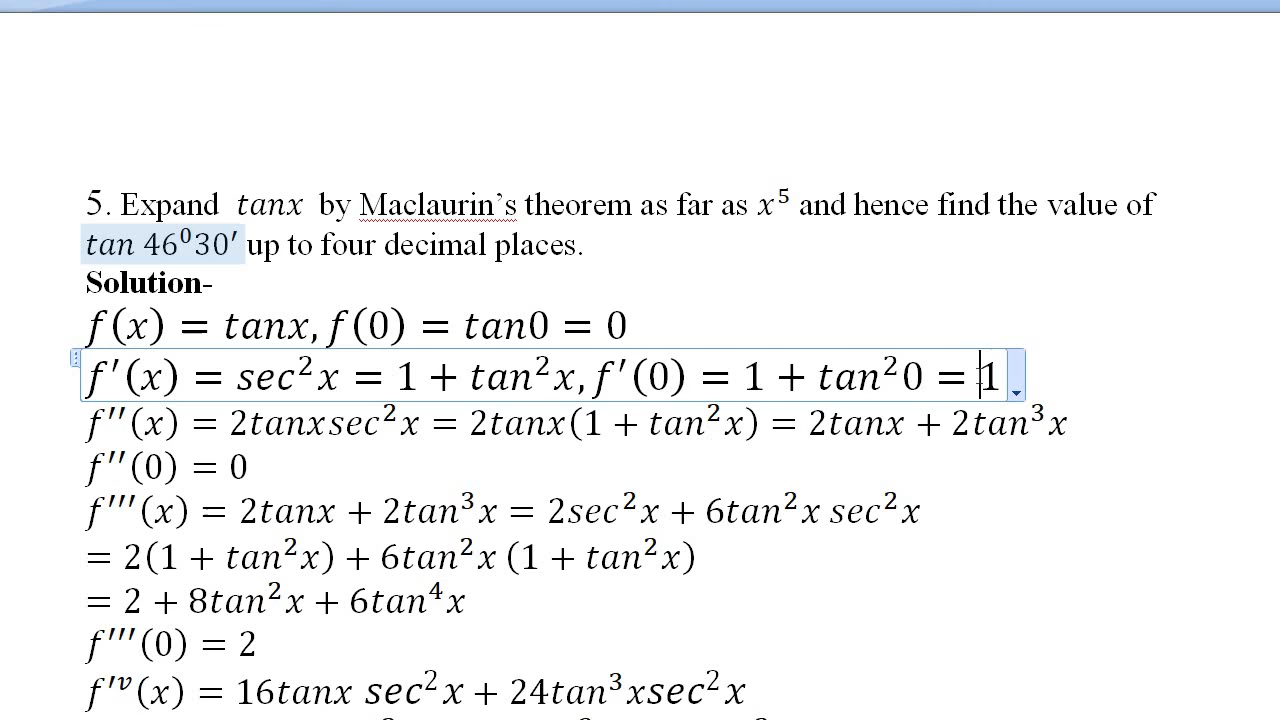 5. Expand tanx by Maclaurin's theorem as far as x⁵ and hence find the value of
tan 46⁰30′ up to four decimal places.
Solution-
f(x) = tanx, f(0) = tan0 = 0
f′(x) = sec²x = 1 + tan²x, f′(0) = 1 + tan²0 = 1
f′′(x) = 2tanxsec²x = 2tanx(1 + tan²x) = 2tanx + 2tan³x
f′′(0) = 0
f′′′(x) = 2tanx + 2tan³x = 2sec²x + 6tan²x sec²x
= 2(1 + tan²x) + 6tan²x (1 + tan²x)
= 2 + 8tan²x + 6tan⁴x
f′′′(0) = 2
f′ᵛ(x) = 16tanx sec²x + 24tan³xsec²x